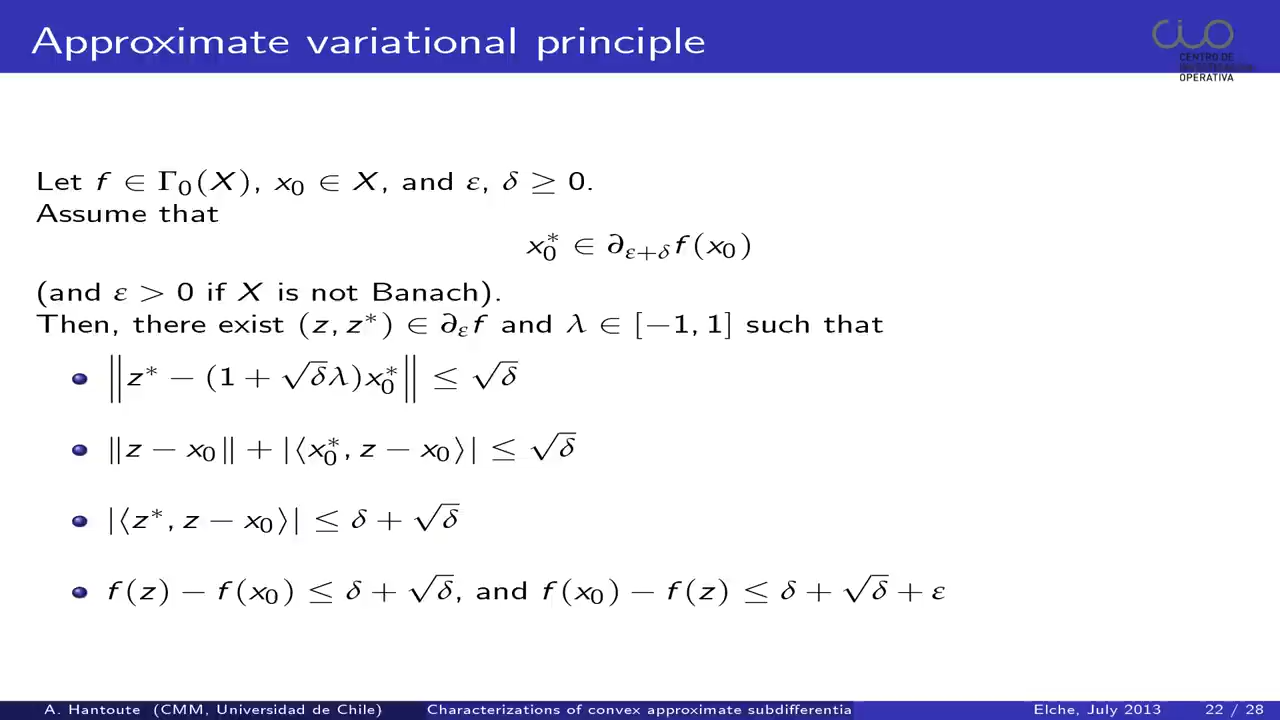 Approximate variational principle
CENTRO DE
OPERATIVA
Let f ∈ Γ₀(X), x₀ ∈ X, and ε, δ ≥ 0.
Assume that
x₀* ∈ ∂_{ε+δ}f(x₀)
(and ε > 0 if X is not Banach).
Then, there exist (z, z*) ∈ ∂_εf and λ ∈ [−1, 1] such that
‖z* − (1 + √δλ)x₀*‖ ≤ √δ
‖z − x₀‖ + |⟨x₀*, z − x₀⟩| ≤ √δ
|⟨z*, z − x₀⟩| ≤ δ + √δ
f(z) − f(x₀) ≤ δ + √δ, and f(x₀) − f(z) ≤ δ + √δ + ε
A. Hantoute (CMM, Universidad de Chile) Characterizations of convex approximate subdifferentia Elche, July 2013 22 / 28